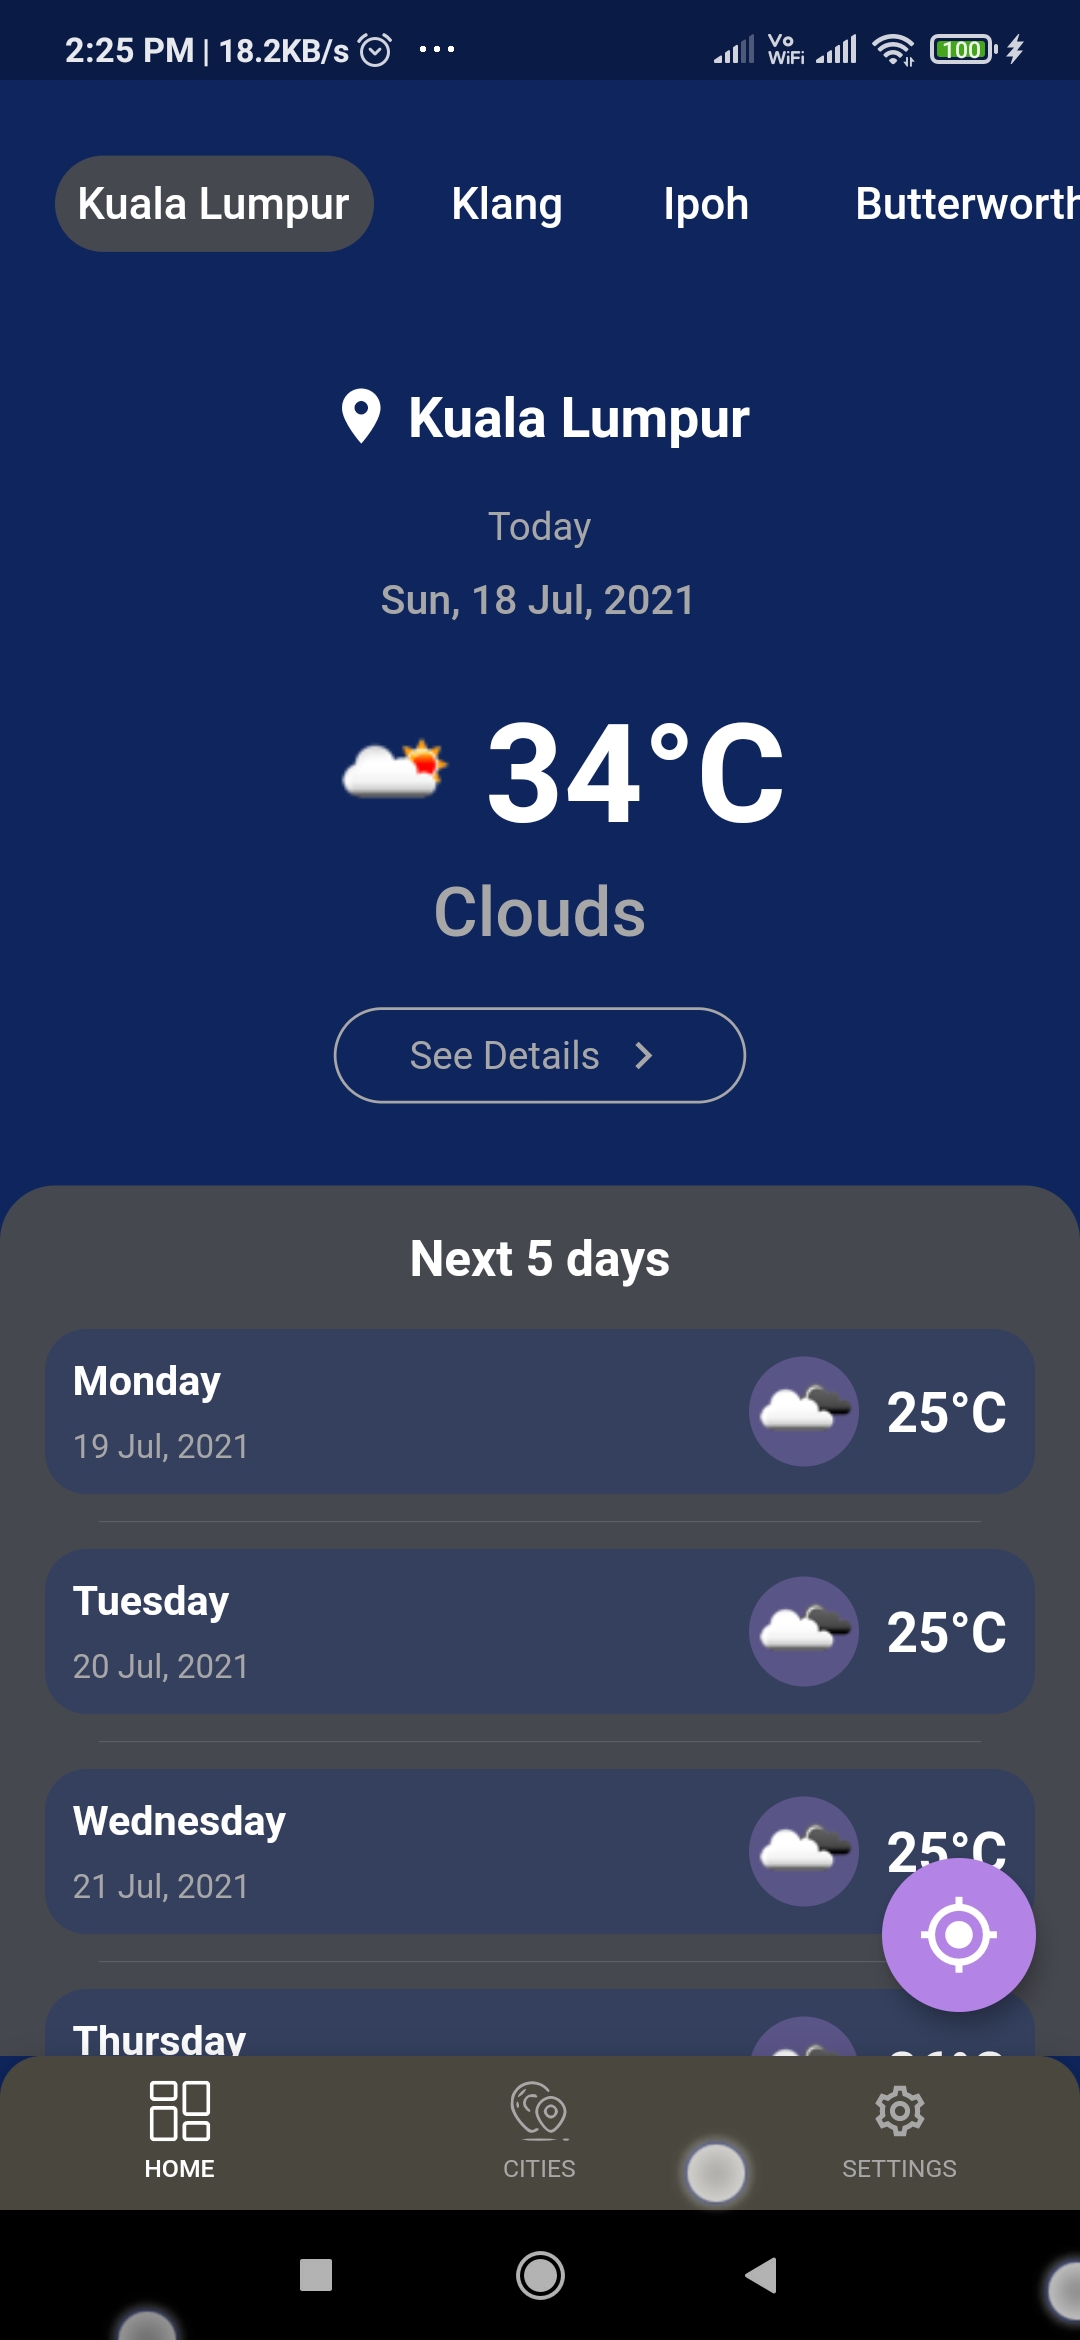 2:25 PM | 18.2KB/s ... Vo WiFi 100
Kuala Lumpur Klang Ipoh Butterworth
Kuala Lumpur
Today
Sun, 18 Jul, 2021
34°C
Clouds
See Details
Next 5 days
Monday
19 Jul, 2021
25°C
Tuesday
20 Jul, 2021
25°C
Wednesday
21 Jul, 2021
25°C
Thursday
HOME CITIES SETTINGS